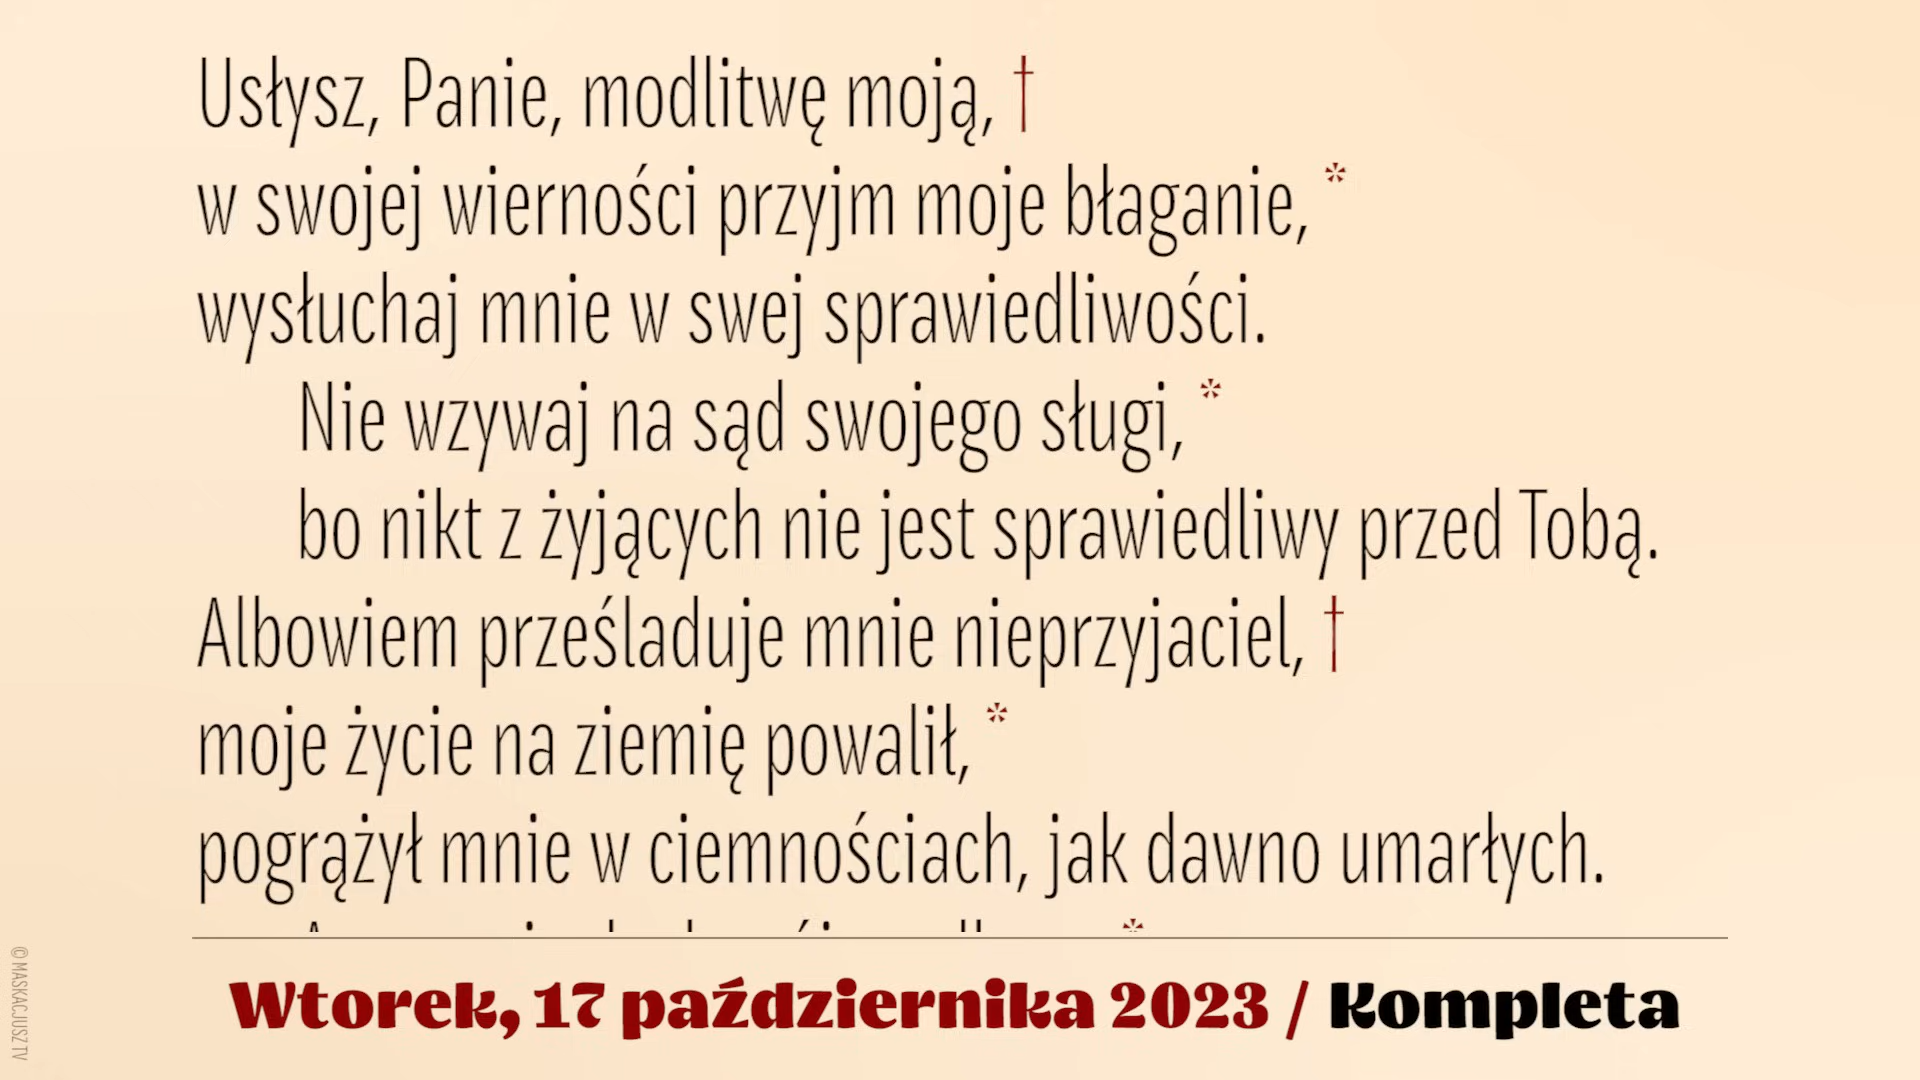 Usłysz, Panie, modlitwę moją, †
w swojej wierności przyjm moje błaganie, *
wysłuchaj mnie w swej sprawiedliwości.
Nie wzywaj na sąd swojego sługi, *
bo nikt z żyjących nie jest sprawiedliwy przed Tobą.
Albowiem prześladuje mnie nieprzyjaciel, †
moje życie na ziemię powalił, *
pogrążył mnie w ciemnościach, jak dawno umarłych.
Wtorek, 17 października 2023 / Kompleta
© MASKACJUSZ TV